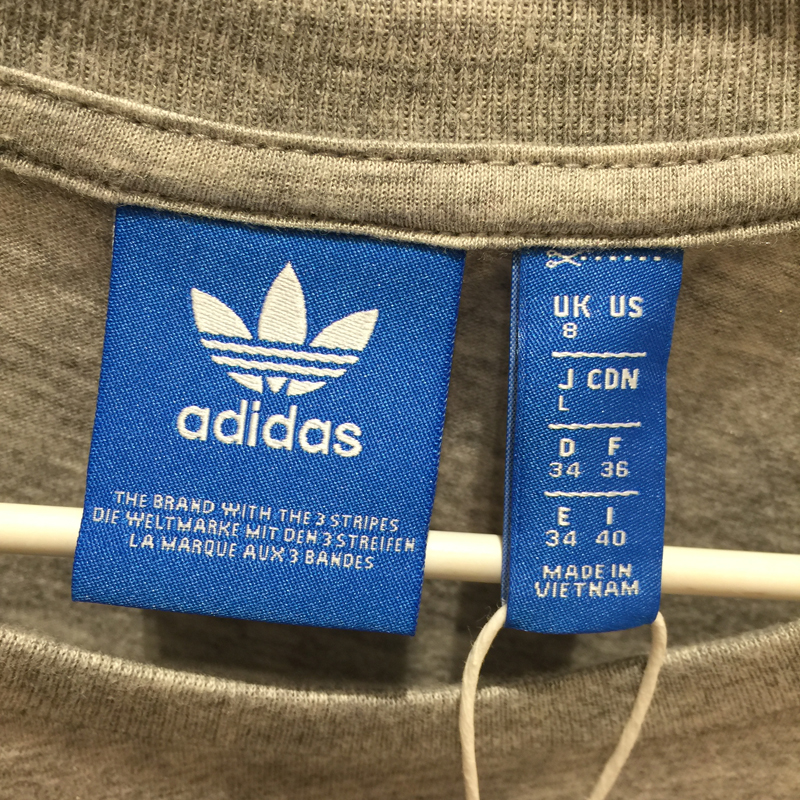 adidas
THE BRAND WITH THE 3 STRIPES
DIE WELTMARKE MIT DEN 3 STREIFEN
LA MARQUE AUX 3 BANDES
UK US
8
J CDN
L
D F
34 36
E I
34 40
MADE IN
VIETNAM